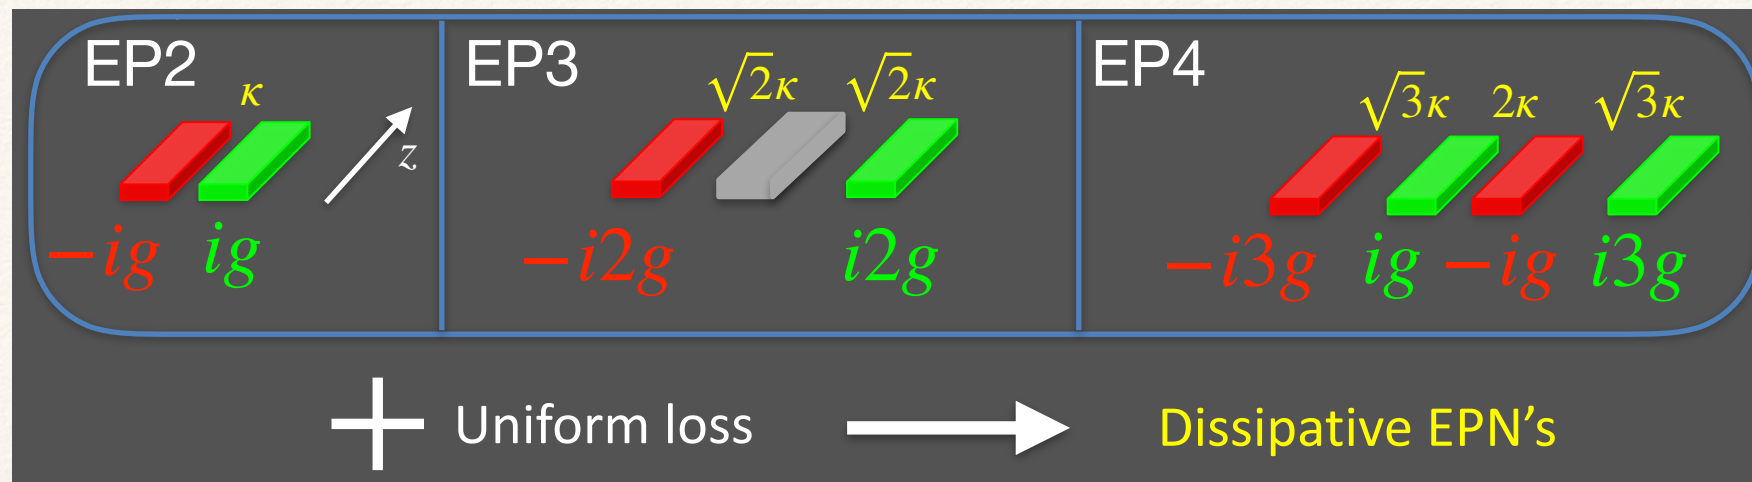 EP2
κ
z
−ig ig
EP3
√2κ √2κ
−i2g i2g
EP4
√3κ 2κ √3κ
−i3g ig −ig i3g
+ Uniform loss → Dissipative EPN's